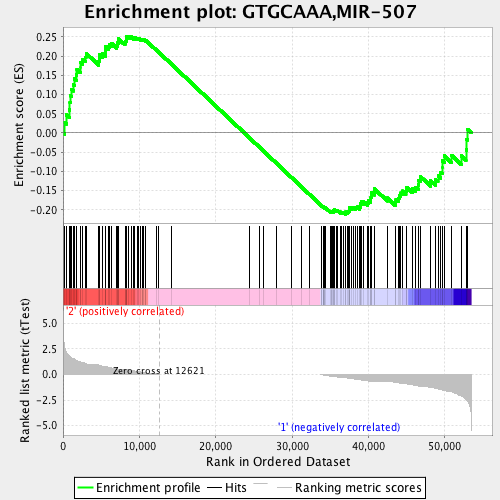 Enrichment plot: GTGCAAA,MIR-507
Enrichment score (ES)
0.25
0.20
0.15
0.10
0.05
0.00
-0.05
-0.10
-0.15
-0.20
'2' (positively correlated)
Ranked list metric (tTest)
5.0
2.5
0.0
-2.5
-5.0
Zero cross at 12621
'1' (negatively correlated)
0
10,000
20,000
30,000
40,000
50,000
Rank in Ordered Dataset
Enrichment profile
Hits
Ranking metric scores